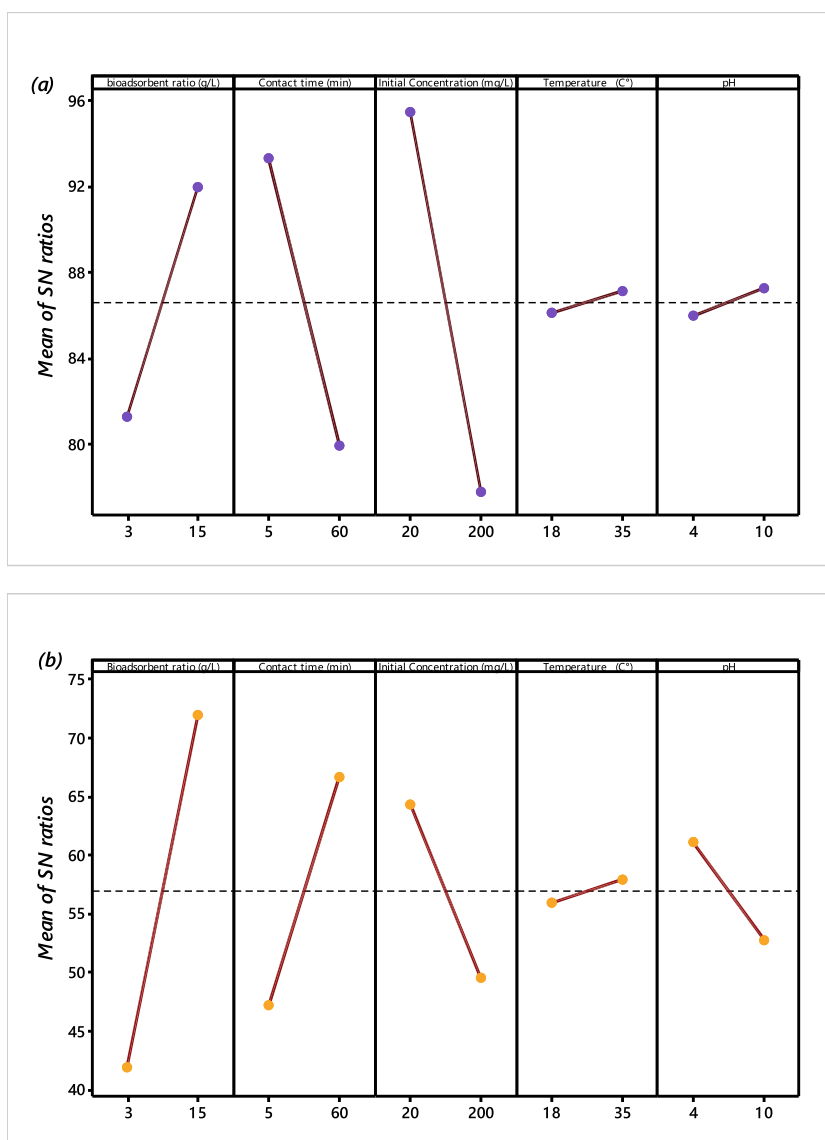 (a)
bioadsorbent ratio (g/L) Contact time (min) Initial Concentration (mg/L) Temperature (C°) pH
96
92
88
84
80
Mean of SN ratios
3 15 5 60 20 200 18 35 4 10
(b)
Bioadsorbent ratio (g/L) Contact time (min) Initial Concentration (mg/L) Temperature (C°) pH
75
70
65
60
55
50
45
40
Mean of SN ratios
3 15 5 60 20 200 18 35 4 10